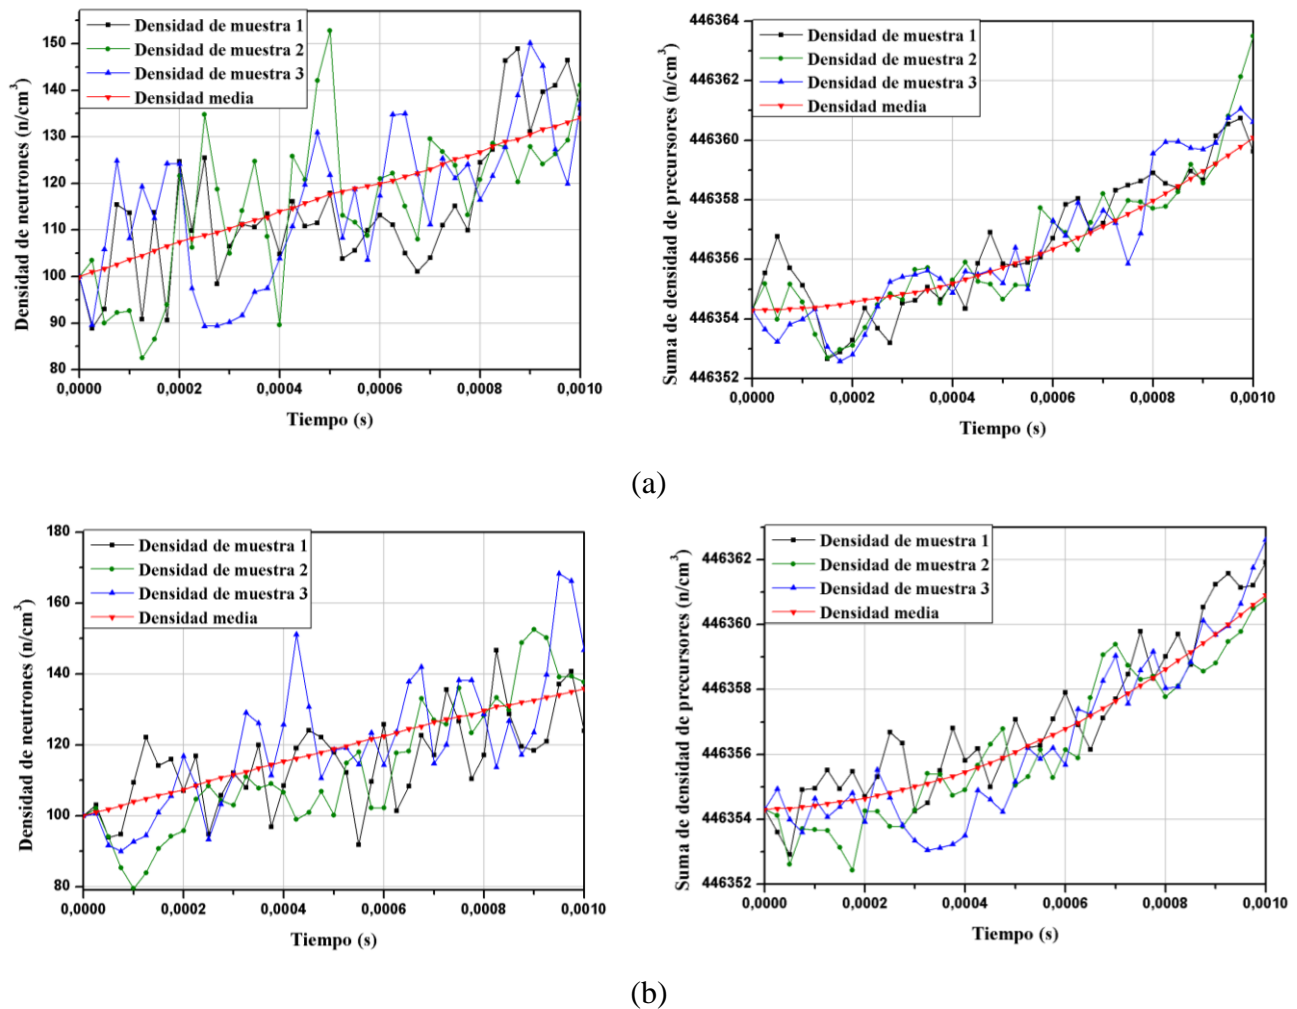 Densidad de muestra 1
Densidad de muestra 2
Densidad de muestra 3
Densidad media
Densidad de neutrones (n/cm³)
150
140
130
120
110
100
90
80
0,0000
0,0002
0,0004
0,0006
0,0008
0,0010
Tiempo (s)
Densidad de muestra 1
Densidad de muestra 2
Densidad de muestra 3
Densidad media
Suma de densidad de precursores (n/cm³)
446364
446362
446360
446358
446356
446354
446352
0,0000
0,0002
0,0004
0,0006
0,0008
0,0010
Tiempo (s)
(a)
Densidad de muestra 1
Densidad de muestra 2
Densidad de muestra 3
Densidad media
Densidad de neutrones (n/cm³)
180
160
140
120
100
80
0,0000
0,0002
0,0004
0,0006
0,0008
0,0010
Tiempo (s)
Densidad de muestra 1
Densidad de muestra 2
Densidad de muestra 3
Densidad media
Suma de densidad de precursores (n/cm³)
446362
446360
446358
446356
446354
446352
0,0000
0,0002
0,0004
0,0006
0,0008
0,0010
Tiempo (s)
(b)